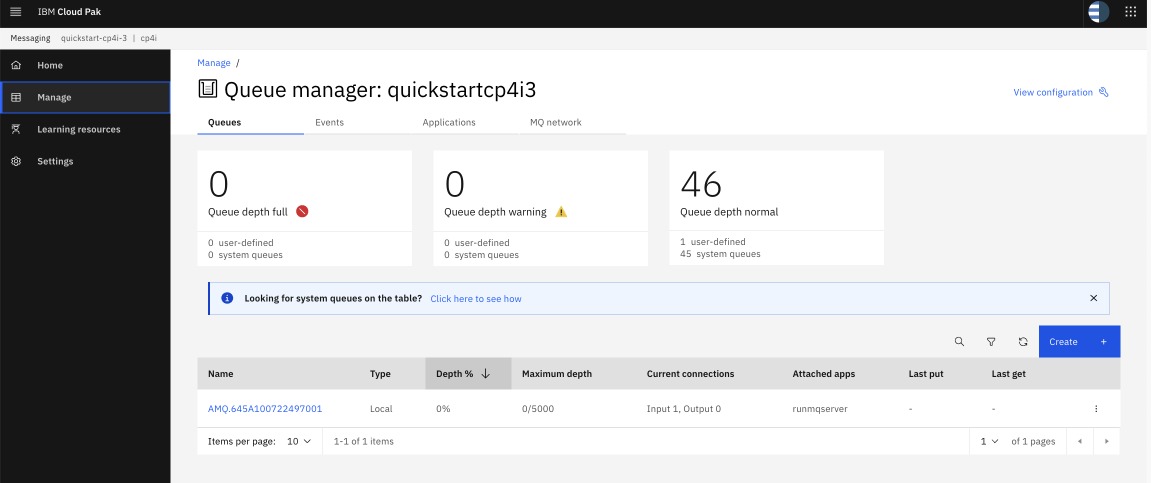 IBM Cloud Pak
Messaging quickstart-cp4i-3 | cp4i
Home
Manage
Learning resources
Settings
Manage /
Queue manager: quickstartcp4i3
View configuration
Queues Events Applications MQ network
0
Queue depth full
0 user-defined
0 system queues
0
Queue depth warning
0 user-defined
0 system queues
46
Queue depth normal
1 user-defined
45 system queues
Looking for system queues on the table? Click here to see how
Create +
Name Type Depth % Maximum depth Current connections Attached apps Last put Last get
AMQ.645A100722497001 Local 0% 0/5000 Input 1, Output 0 runmqserver - -
Items per page: 10 1-1 of 1 items 1 of 1 pages